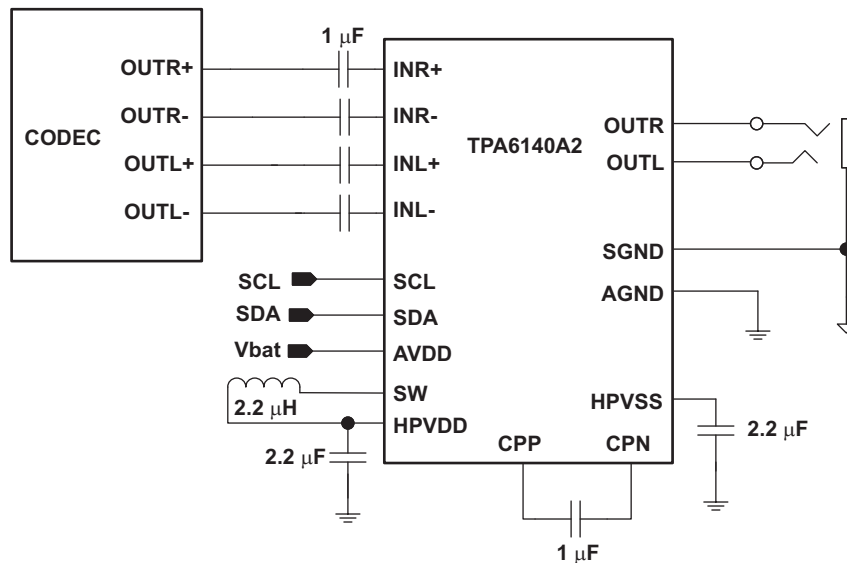 1 μF
OUTR+
INR+
OUTR-
INR-
CODEC
TPA6140A2
OUTR
OUTL+
INL+
OUTL
OUTL-
INL-
SGND
SCL
SCL
AGND
SDA
SDA
Vbat
AVDD
SW
2.2 μH
HPVSS
HPVDD
2.2 μF
2.2 μF
CPP
CPN
1 μF